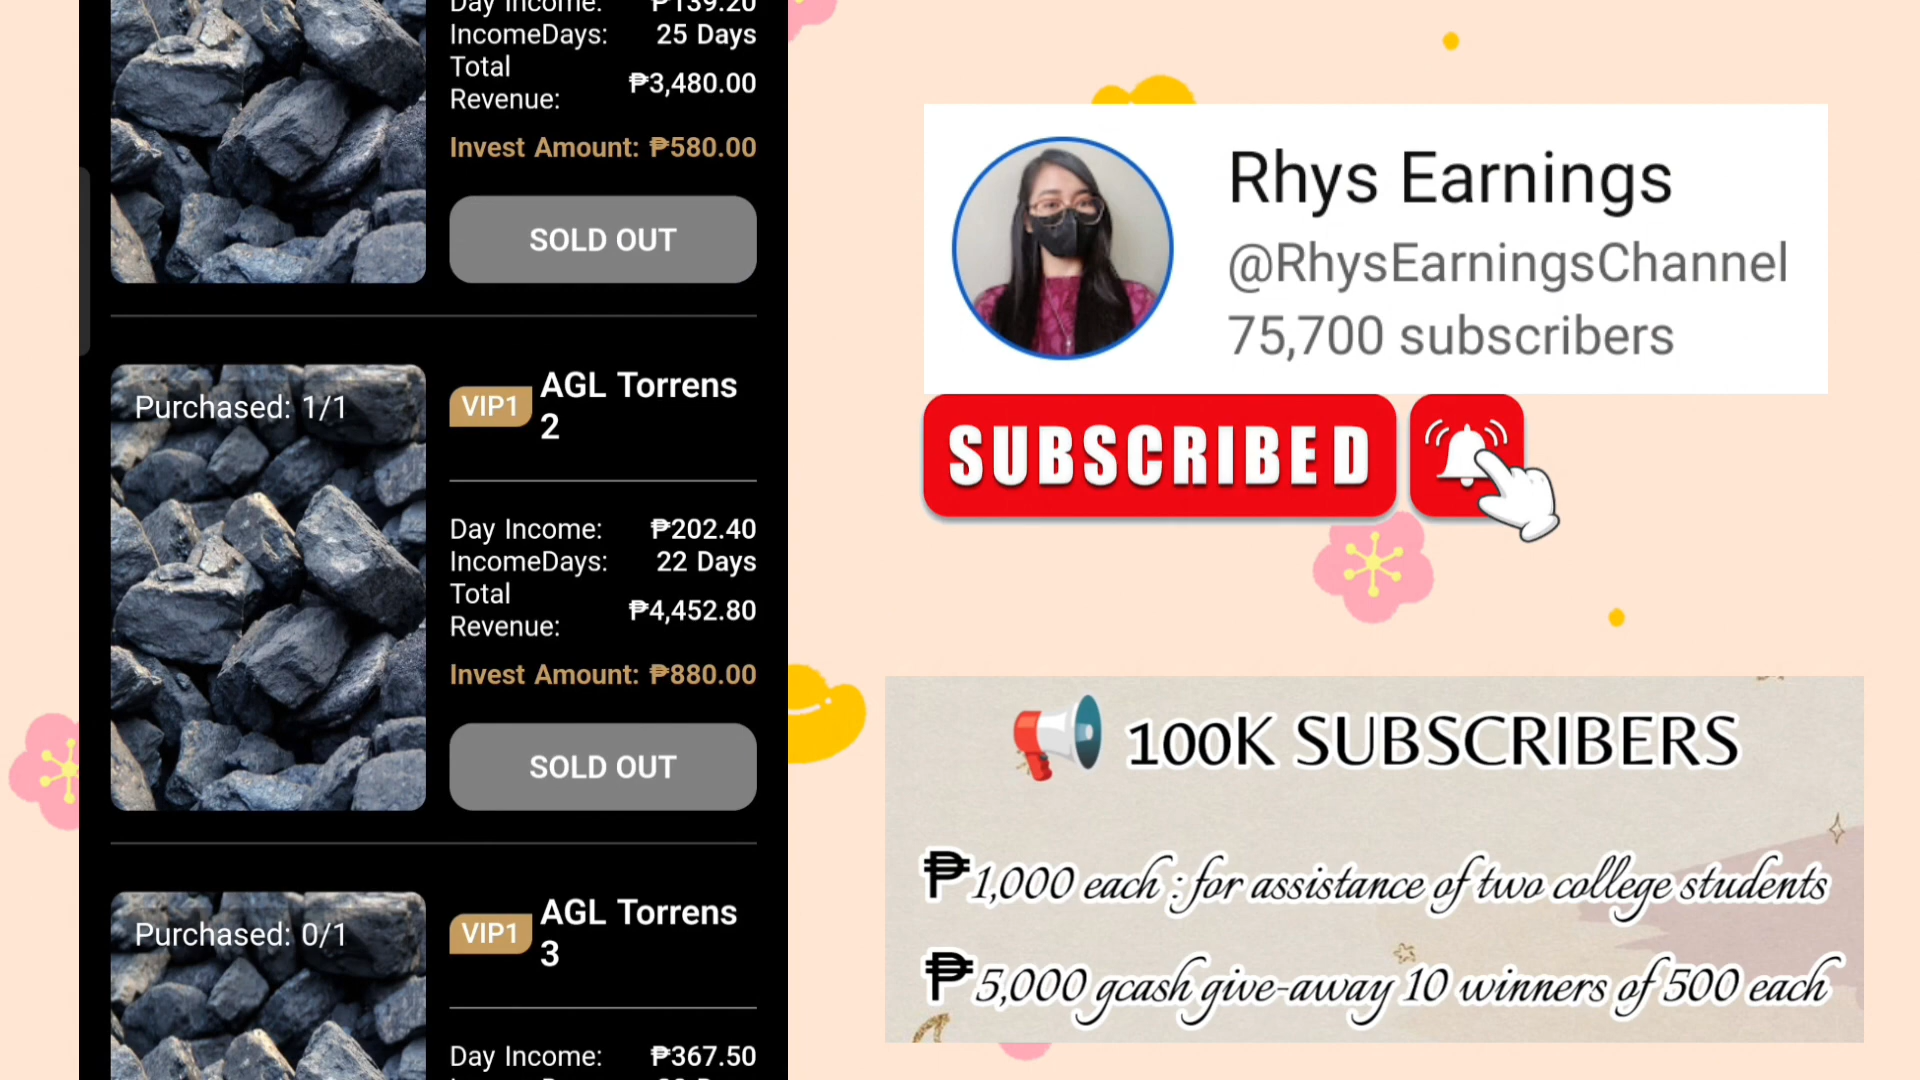 Day Income: ₱139.20
IncomeDays: 25 Days
Total
Revenue: ₱3,480.00
Invest Amount: ₱580.00
SOLD OUT
Purchased: 1/1
VIP1 AGL Torrens
2
Day Income: ₱202.40
IncomeDays: 22 Days
Total
Revenue: ₱4,452.80
Invest Amount: ₱880.00
SOLD OUT
Purchased: 0/1
VIP1 AGL Torrens
3
Day Income: ₱367.50
Rhys Earnings
@RhysEarningsChannel
75,700 subscribers
SUBSCRIBED
100K SUBSCRIBERS
₱1,000 each : for assistance of two college students
₱5,000 gcash give-away 10 winners of 500 each